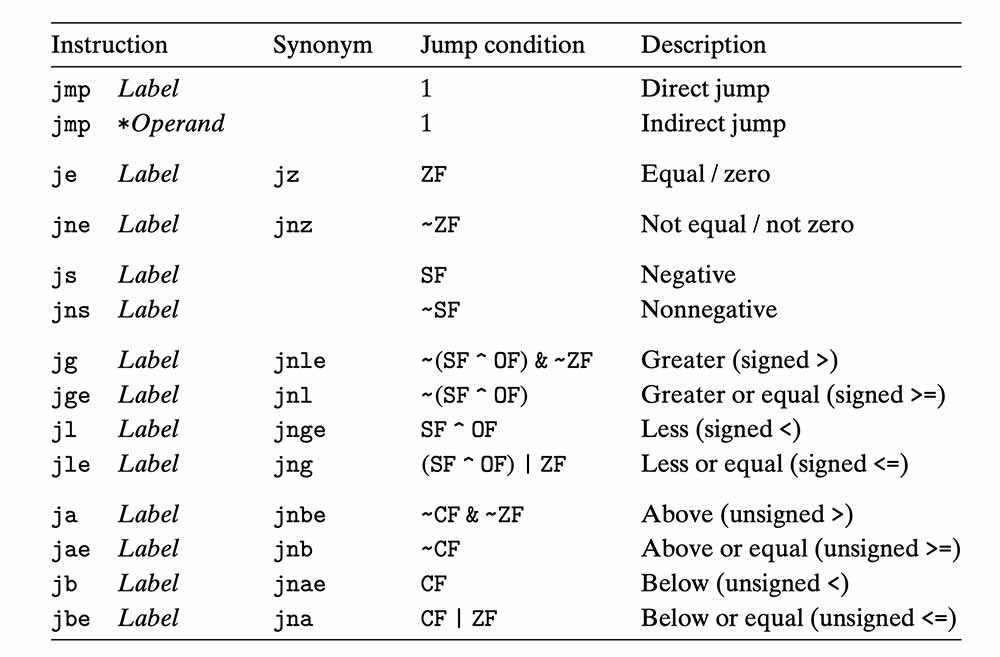 Instruction Synonym Jump condition Description
jmp Label 1 Direct jump
jmp *Operand 1 Indirect jump
je Label jz ZF Equal / zero
jne Label jnz ~ZF Not equal / not zero
js Label SF Negative
jns Label ~SF Nonnegative
jg Label jnle ~(SF ^ OF) & ~ZF Greater (signed >)
jge Label jnl ~(SF ^ OF) Greater or equal (signed >=)
jl Label jnge SF ^ OF Less (signed <)
jle Label jng (SF ^ OF) | ZF Less or equal (signed <=)
ja Label jnbe ~CF & ~ZF Above (unsigned >)
jae Label jnb ~CF Above or equal (unsigned >=)
jb Label jnae CF Below (unsigned <)
jbe Label jna CF | ZF Below or equal (unsigned <=)